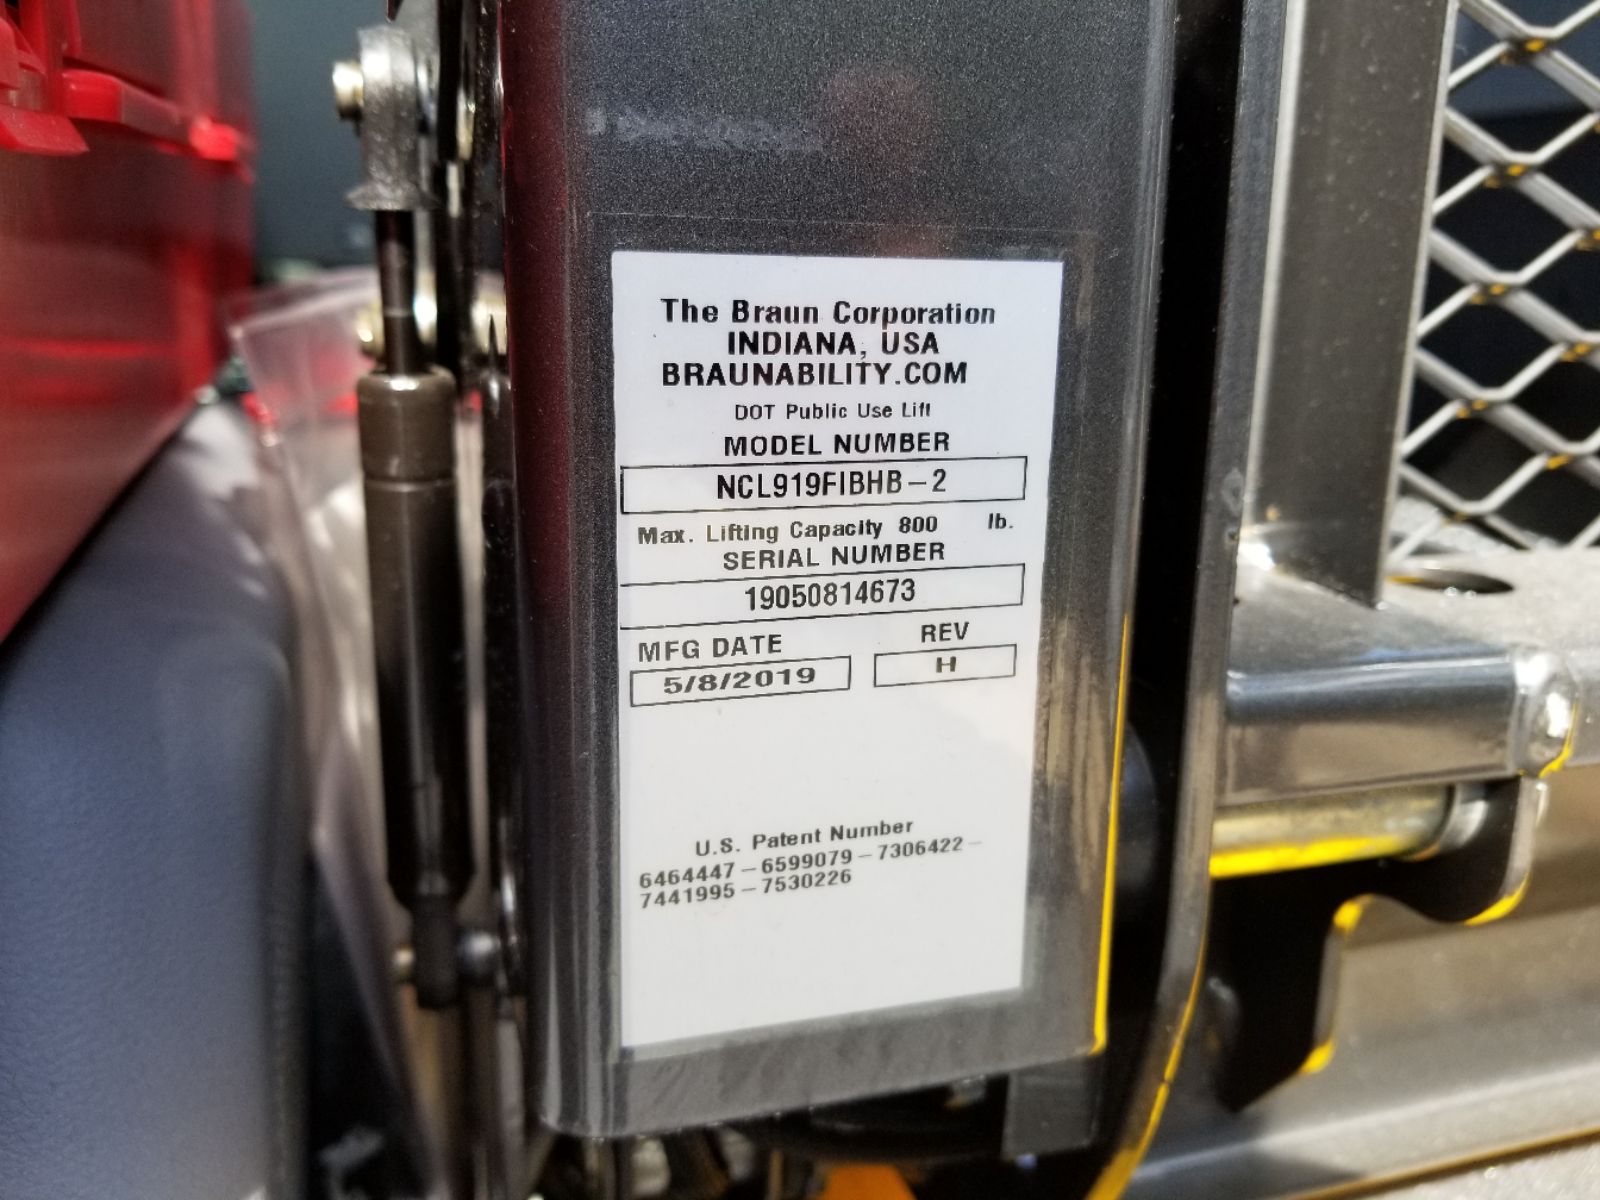 The Braun Corporation
INDIANA, USA
BRAUNABILITY.COM
DOT Public Use Lift
MODEL NUMBER
NCL919FIBHB-2
Max. Lifting Capacity 800 lb.
SERIAL NUMBER
19050814673
MFG DATE REV
5/8/2019 H
U.S. Patent Number
6464447-6599079-7306422-
7441995-7530226